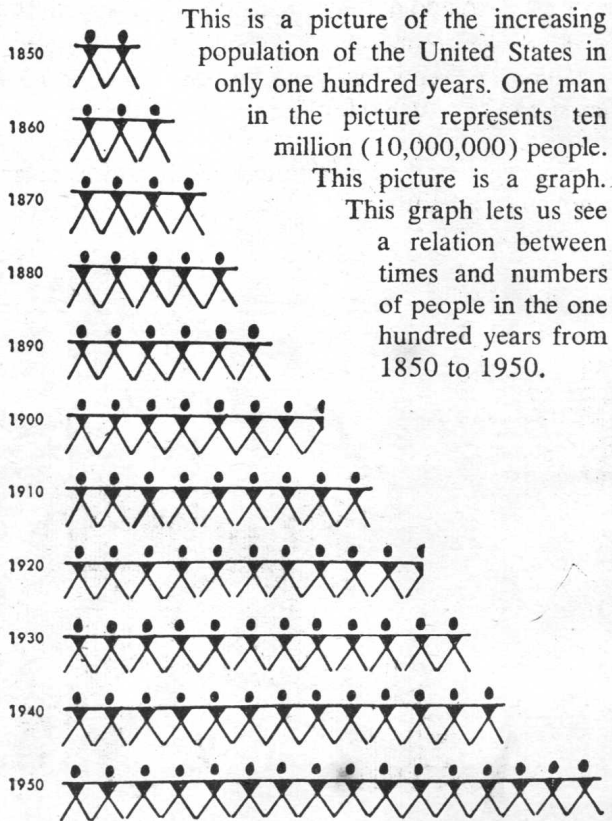 This is a picture of the increasing
1850
population of the United States in
only one hundred years. One man
in the picture represents ten
1860
million (10,000,000) people.
This picture is a graph.
1870
This graph lets us see
a relation between
1880
times and numbers
of people in the one
hundred years from
1890
1850 to 1950.
1900
1910
1920
1930
1940
1950